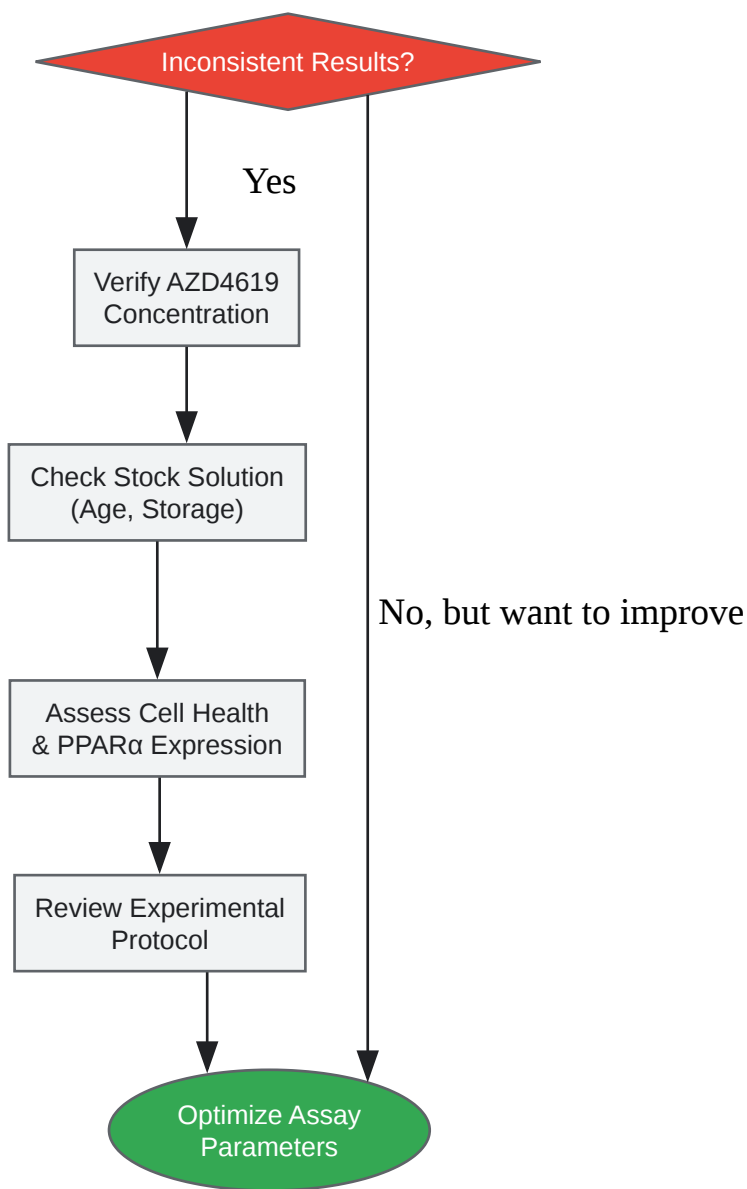 Inconsistent Results?
Yes
Verify AZD4619
Concentration
Check Stock Solution
(Age, Storage)
No, but want to improve
Assess Cell Health
& PPARα Expression
Review Experimental
Protocol
Optimize Assay
Parameters